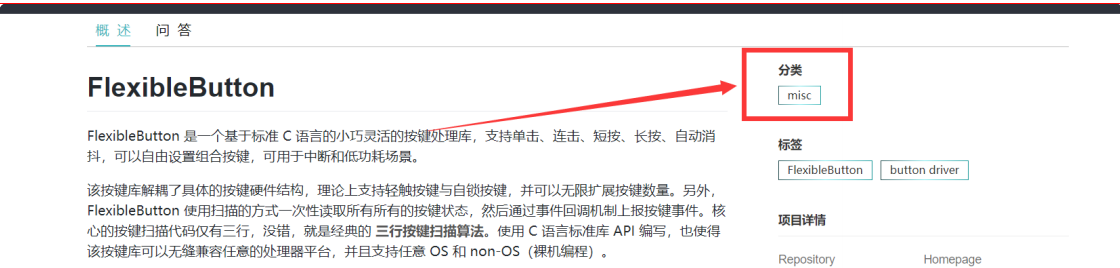 概 述 问 答
FlexibleButton
FlexibleButton 是一个基于标准 C 语言的小巧灵活的按键处理库，支持单击、连击、短按、长按、自动消
抖，可以自由设置组合按键，可用于中断和低功耗场景。
该按键库解耦了具体的按键硬件结构，理论上支持轻触按键与自锁按键，并可以无限扩展按键数量。另外，
FlexibleButton 使用扫描的方式一次性读取所有所有的按键状态，然后通过事件回调机制上报按键事件。核
心的按键扫描代码仅有三行，没错，就是经典的 三行按键扫描算法。使用 C 语言标准库 API 编写，也使得
该按键库可以无缝兼容任意的处理器平台，并且支持任意 OS 和 non-OS（裸机编程）。
分类
misc
标签
FlexibleButton button driver
项目详情
Repository Homepage